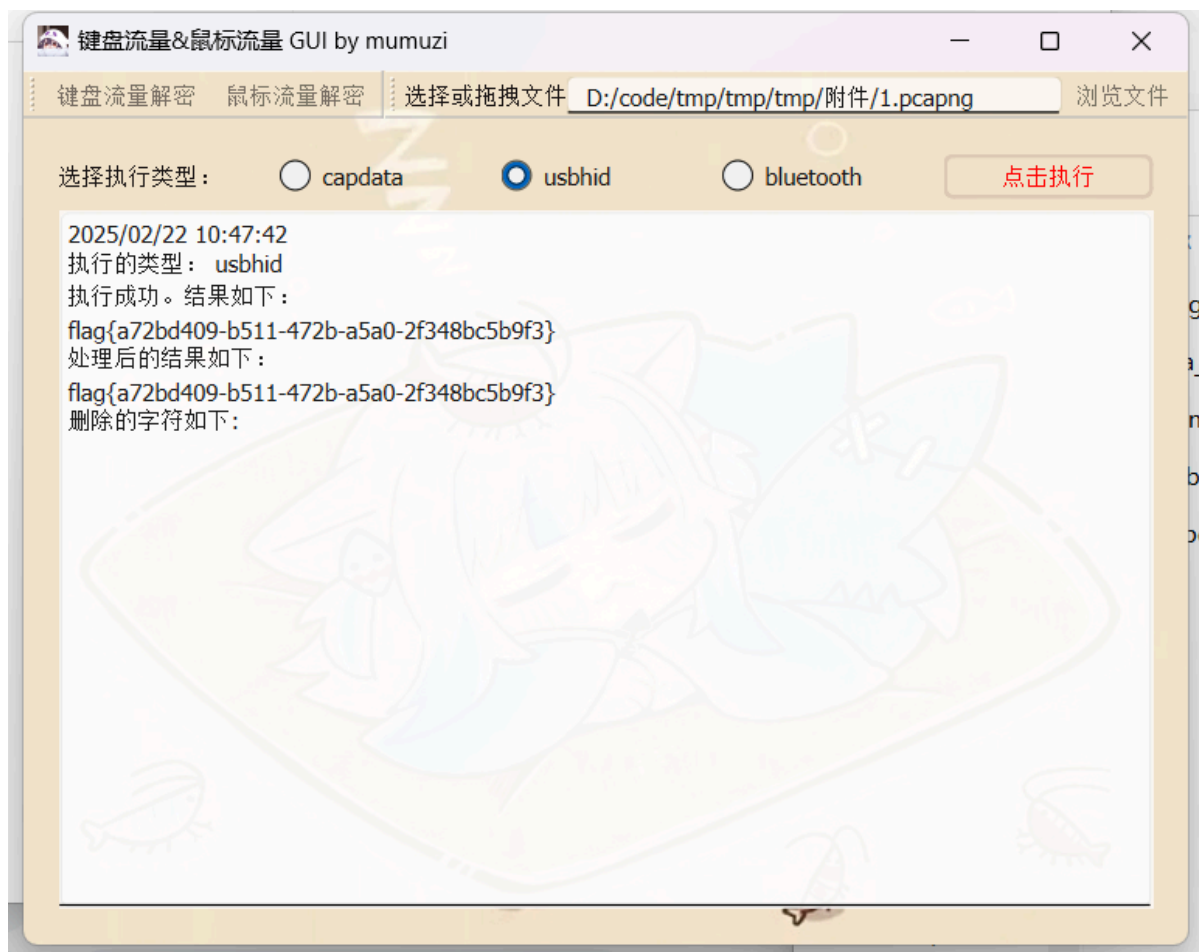 键盘流量&鼠标流量 GUI by mumuzi
键盘流量解密 鼠标流量解密 选择或拖拽文件 D:/code/tmp/tmp/tmp/附件/1.pcapng 浏览文件
选择执行类型： capdata usbhid bluetooth 点击执行
2025/02/22 10:47:42
执行的类型： usbhid
执行成功。结果如下：
flag{a72bd409-b511-472b-a5a0-2f348bc5b9f3}
处理后的结果如下：
flag{a72bd409-b511-472b-a5a0-2f348bc5b9f3}
删除的字符如下: